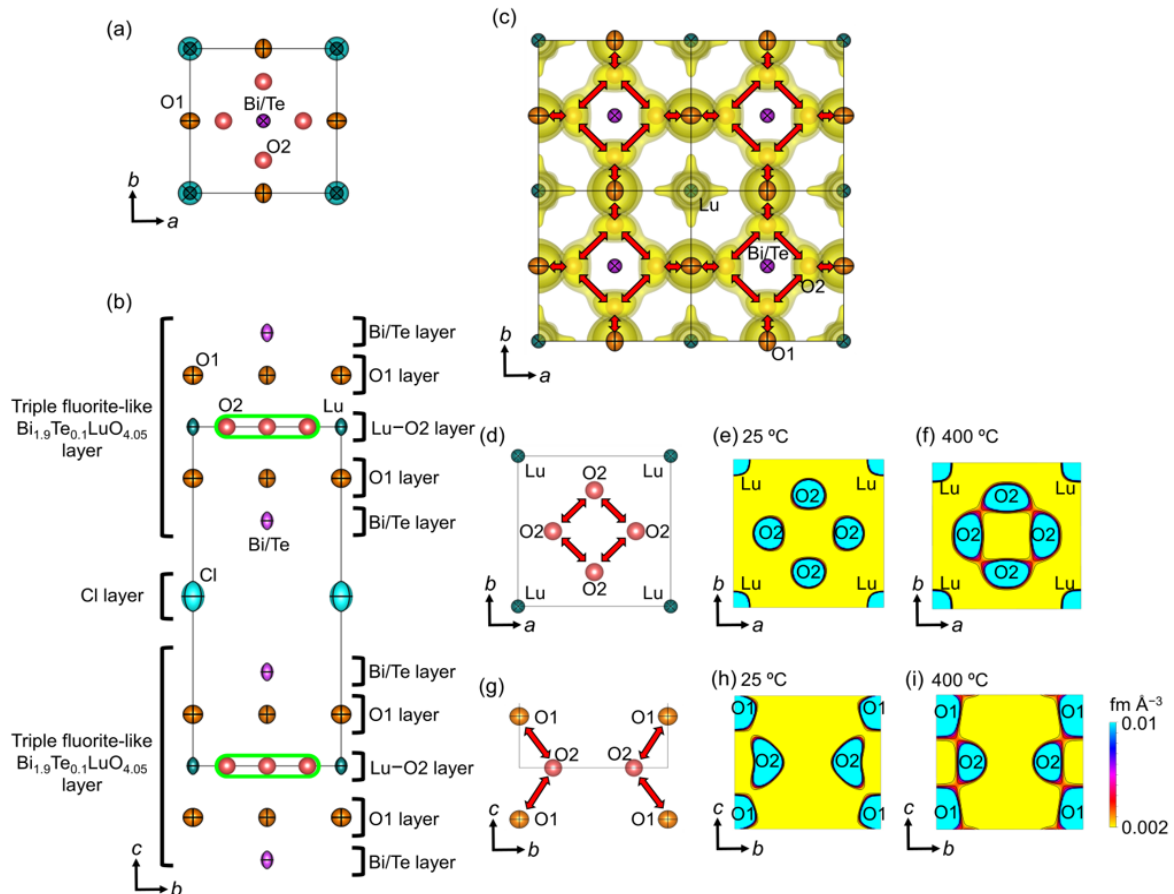 (a)
O1
Bi/Te
O2
b
a
(b)
Triple fluorite-like
Bi1.9Te0.1LuO4.05
layer
O1
O2
Lu
Bi/Te
Bi/Te layer
O1 layer
Lu−O2 layer
O1 layer
Bi/Te layer
Cl layer
Cl
Triple fluorite-like
Bi1.9Te0.1LuO4.05
layer
Bi/Te layer
O1 layer
Lu−O2 layer
O1 layer
Bi/Te layer
c
b
(c)
Lu
Bi/Te
O2
O1
b
a
(d)
Lu
Lu
O2
O2
O2
O2
Lu
Lu
b
a
(e) 25 ºC
Lu
Lu
O2
O2
O2
O2
Lu
Lu
b
a
(f) 400 ºC
Lu
Lu
O2
O2
O2
O2
Lu
Lu
b
a
(g)
O1
O1
O2
O2
O1
O1
c
b
(h) 25 ºC
O1
O1
O2
O2
O1
O1
c
b
(i) 400 ºC
O1
O1
O2
O2
O1
O1
c
b
fm Å−3
0.01
0.002